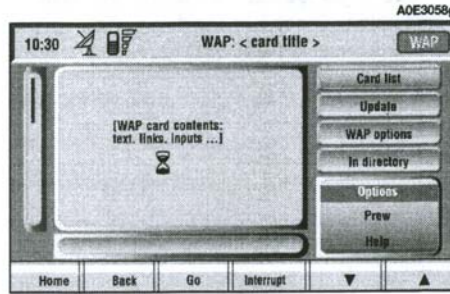 A0E3058g
10:30
WAP: < card title >
WAP
Card list
Update
WAP options
In directory
[WAP card contents:
text. links. inputs ...]
Options
Prew
Help
Home
Back
Go
Interrupt